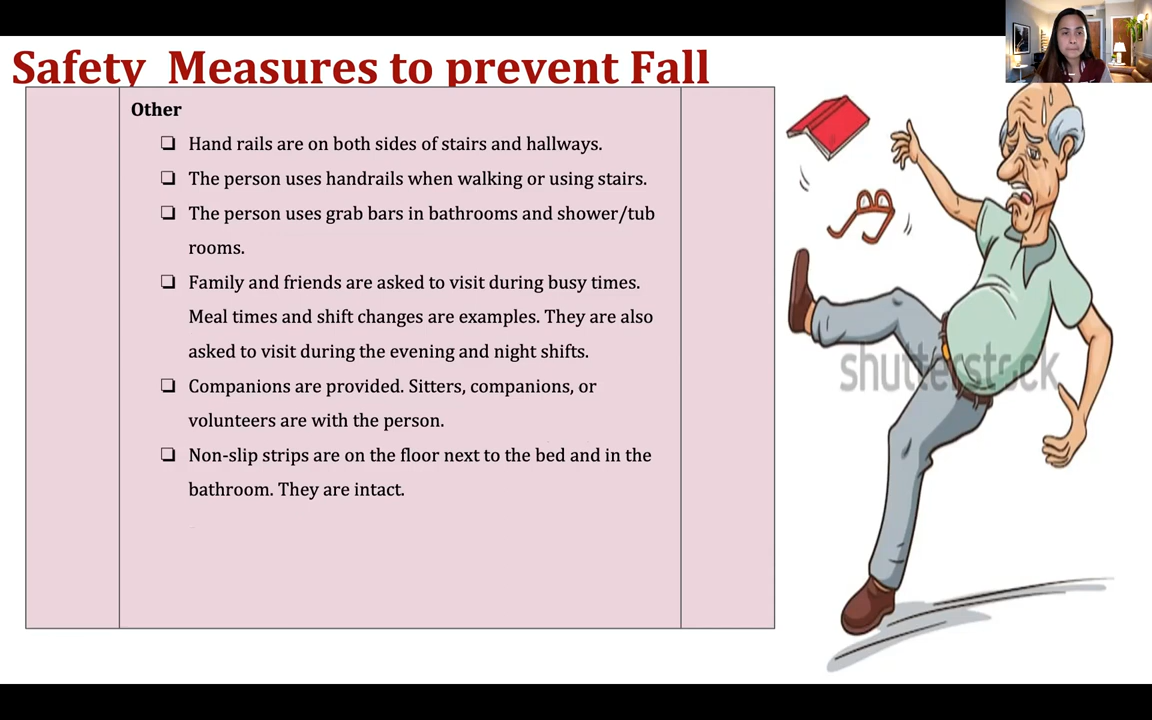 Safety Measures to prevent Fall
Other
❏ Hand rails are on both sides of stairs and hallways.
❏ The person uses handrails when walking or using stairs.
❏ The person uses grab bars in bathrooms and shower/tub
rooms.
❏ Family and friends are asked to visit during busy times.
Meal times and shift changes are examples. They are also
asked to visit during the evening and night shifts.
❏ Companions are provided. Sitters, companions, or
volunteers are with the person.
❏ Non-slip strips are on the floor next to the bed and in the
bathroom. They are intact.
shutterstock